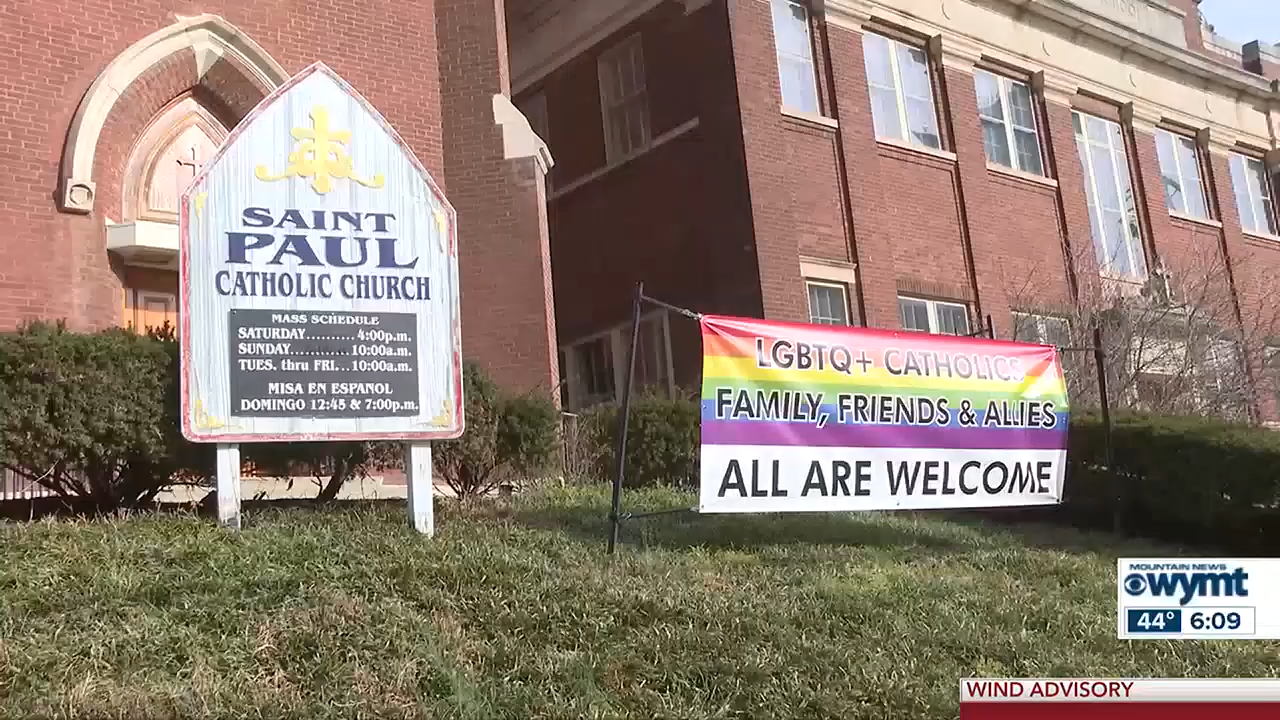 SAINT
PAUL
CATHOLIC CHURCH
MASS SCHEDULE
SATURDAY..........4:00p.m.
SUNDAY............10:00a.m.
TUES. thru FRI...10:00a.m.
MISA EN ESPANOL
DOMINGO 12:45 & 7:00p.m.
LGBTQ+ CATHOLICS
FAMILY, FRIENDS & ALLIES
ALL ARE WELCOME
MOUNTAIN NEWS
wymt
44° 6:09
WIND ADVISORY